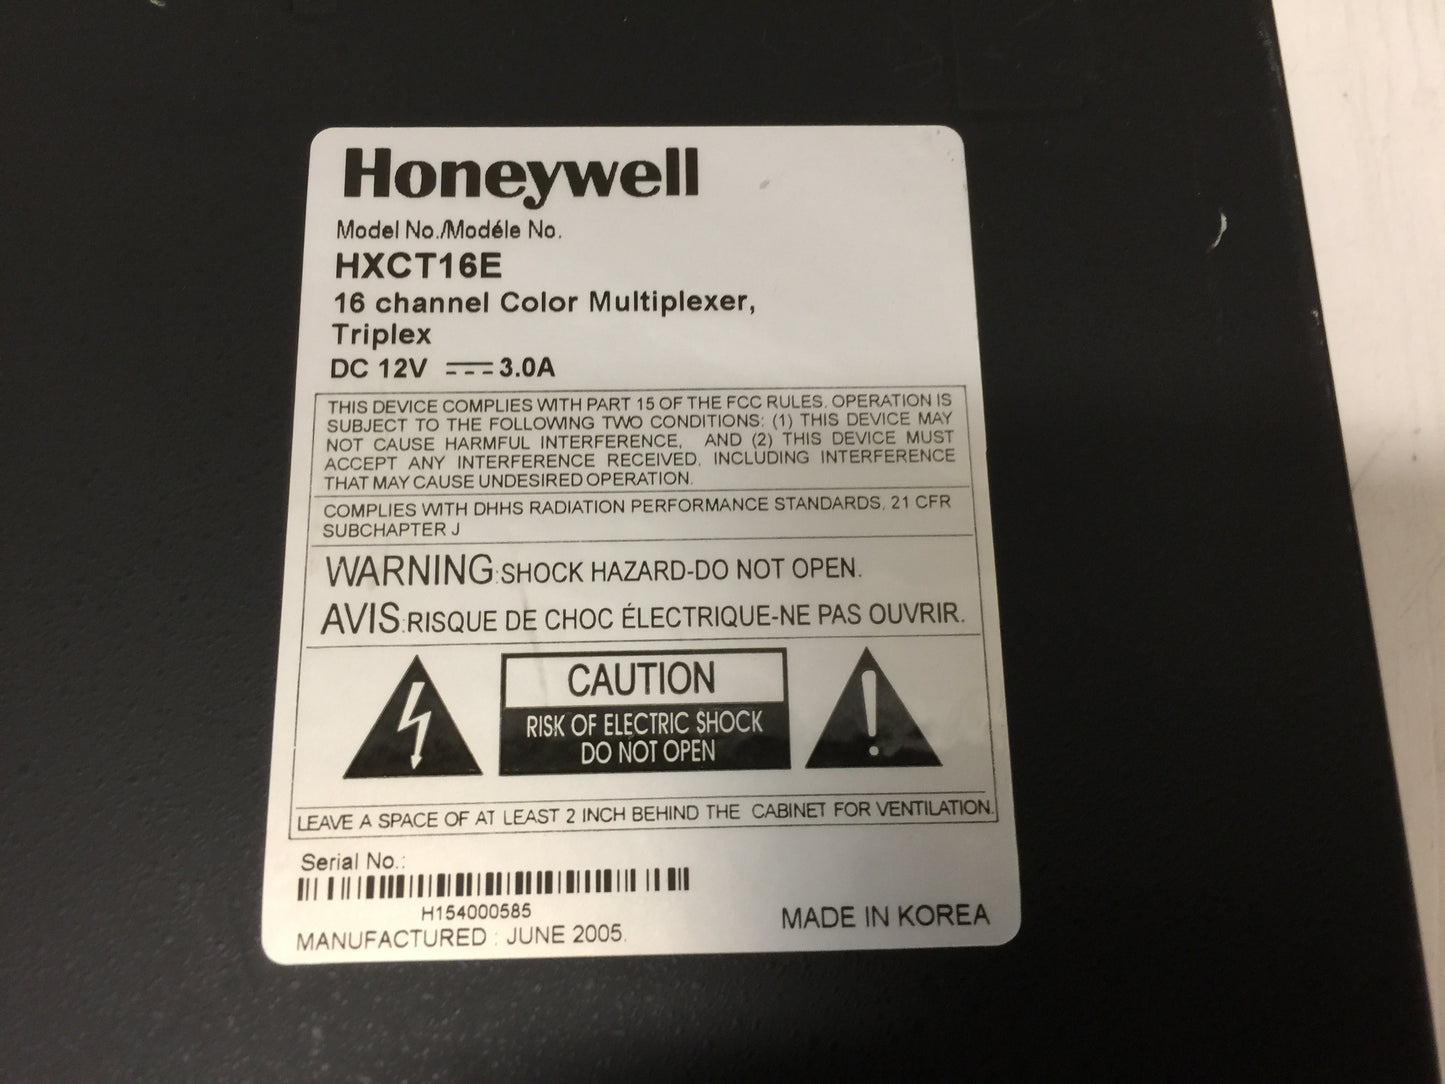 Honeywell
Model No./Modéle No.
HXCT16E
16 channel Color Multiplexer,
Triplex
DC 12V ⎓ 3.0A
THIS DEVICE COMPLIES WITH PART 15 OF THE FCC RULES. OPERATION IS
SUBJECT TO THE FOLLOWING TWO CONDITIONS: (1) THIS DEVICE MAY
NOT CAUSE HARMFUL INTERFERENCE, AND (2) THIS DEVICE MUST
ACCEPT ANY INTERFERENCE RECEIVED, INCLUDING INTERFERENCE
THAT MAY CAUSE UNDESIRED OPERATION.
COMPLIES WITH DHHS RADIATION PERFORMANCE STANDARDS, 21 CFR
SUBCHAPTER J
WARNING:SHOCK HAZARD-DO NOT OPEN.
AVIS:RISQUE DE CHOC ÉLECTRIQUE-NE PAS OUVRIR.
CAUTION
RISK OF ELECTRIC SHOCK
DO NOT OPEN
LEAVE A SPACE OF AT LEAST 2 INCH BEHIND THE CABINET FOR VENTILATION.
Serial No.:
H154000585
MANUFACTURED : JUNE 2005.
MADE IN KOREA